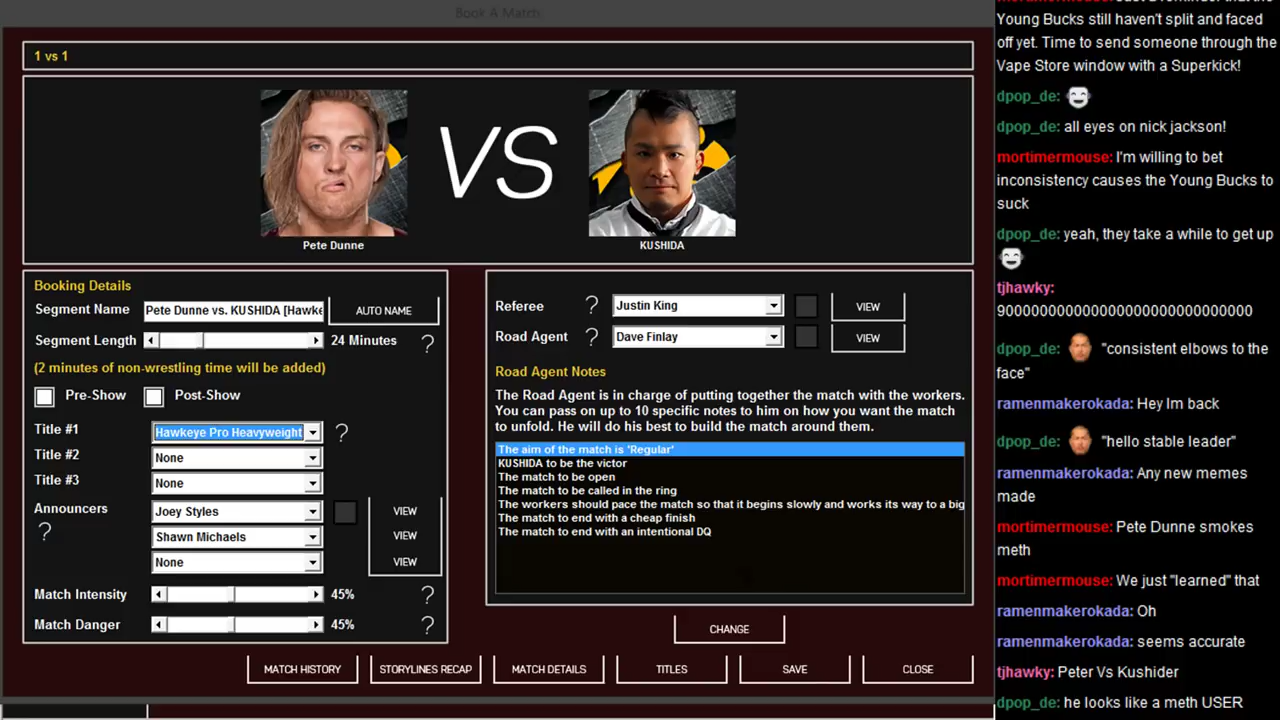 Book A Match
1 vs 1
VS
Pete Dunne
KUSHIDA
Booking Details
Segment Name
Pete Dunne vs. KUSHIDA [Hawke
AUTO NAME
Segment Length
24 Minutes
?
(2 minutes of non-wrestling time will be added)
Pre-Show
Post-Show
Title #1
Hawkeye Pro Heavyweight
?
Title #2
None
Title #3
None
Announcers
?
Joey Styles
VIEW
Shawn Michaels
VIEW
None
VIEW
Match Intensity
45%
?
Match Danger
45%
?
Referee
?
Justin King
VIEW
Road Agent
?
Dave Finlay
VIEW
Road Agent Notes
The Road Agent is in charge of putting together the match with the workers.
You can pass on up to 10 specific notes to him on how you want the match
to unfold. He will do his best to build the match around them.
The aim of the match is 'Regular'
KUSHIDA to be the victor
The match to be open
The match to be called in the ring
The workers should pace the match so that it begins slowly and works its way to a big
The match to end with a cheap finish
The match to end with an intentional DQ
CHANGE
MATCH HISTORY
STORYLINES RECAP
MATCH DETAILS
TITLES
SAVE
CLOSE
Young Bucks still haven't split and faced
off yet. Time to send someone through the
Vape Store window with a Superkick!
dpop_de:
dpop_de: all eyes on nick jackson!
mortimermouse: I'm willing to bet
inconsistency causes the Young Bucks to
suck
dpop_de: yeah, they take a while to get up
tjhawky:
90000000000000000000000000000
dpop_de: "consistent elbows to the
face"
ramenmakerokada: Hey Im back
dpop_de: "hello stable leader"
ramenmakerokada: Any new memes
made
mortimermouse: Pete Dunne smokes
meth
mortimermouse: We just "learned" that
ramenmakerokada: Oh
ramenmakerokada: seems accurate
tjhawky: Peter Vs Kushider
dpop_de: he looks like a meth USER